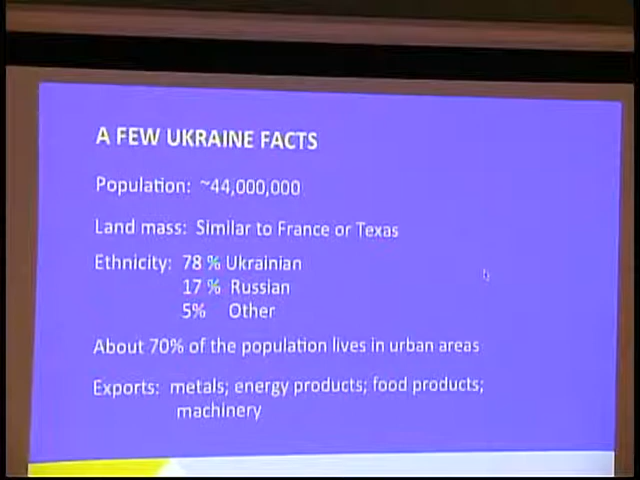 A FEW UKRAINE FACTS
Population: ~44,000,000
Land mass: Similar to France or Texas
Ethnicity: 78 % Ukrainian
17 % Russian
5% Other
About 70% of the population lives in urban areas
Exports: metals; energy products; food products;
machinery